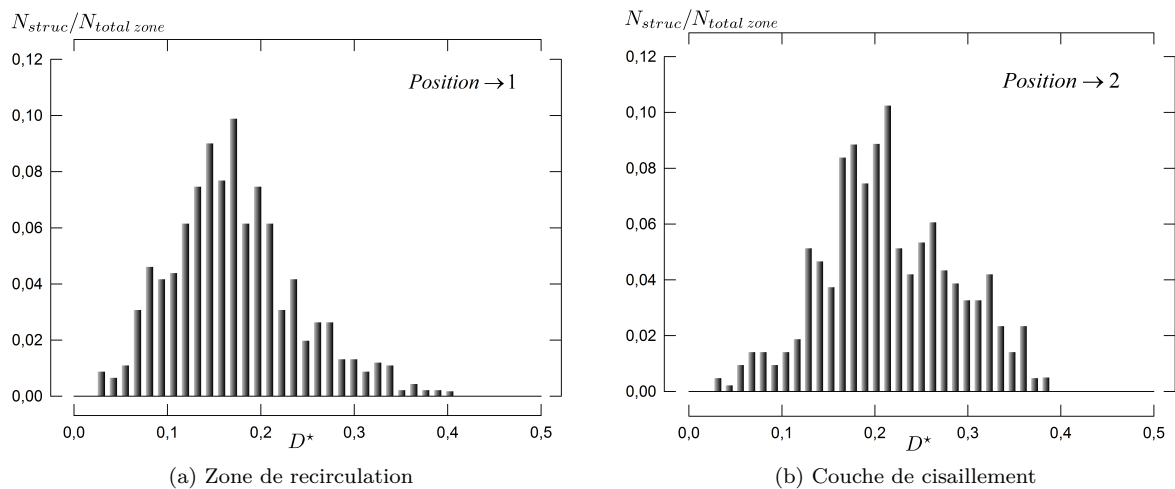 N_struc/N_total zone
Position → 1
0,12
0,10
0,08
0,06
0,04
0,02
0,00
0,0 0,1 0,2 0,3 0,4 0,5
D⋆
(a) Zone de recirculation
N_struc/N_total zone
Position → 2
0,12
0,10
0,08
0,06
0,04
0,02
0,00
0,0 0,1 0,2 0,3 0,4 0,5
D⋆
(b) Couche de cisaillement